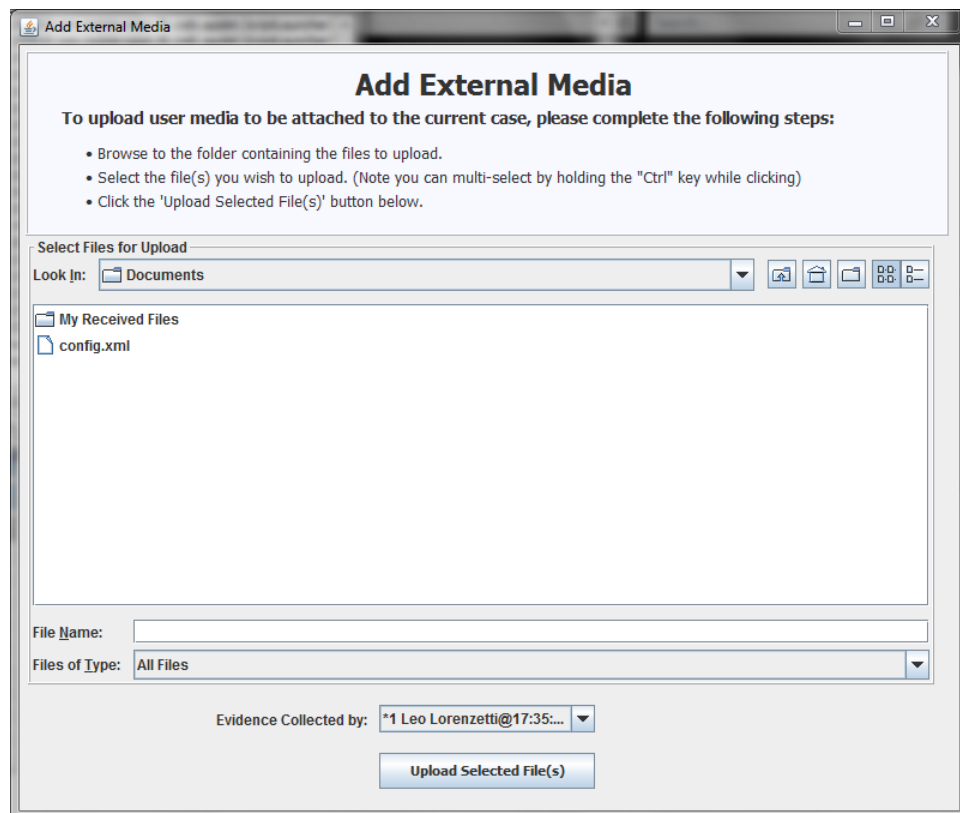 Add External Media
Add External Media
To upload user media to be attached to the current case, please complete the following steps:
• Browse to the folder containing the files to upload.
• Select the file(s) you wish to upload. (Note you can multi-select by holding the "Ctrl" key while clicking)
• Click the 'Upload Selected File(s)' button below.
Select Files for Upload
Look In: Documents
My Received Files
config.xml
File Name:
Files of Type: All Files
Evidence Collected by: *1 Leo Lorenzetti@17:35:...
Upload Selected File(s)